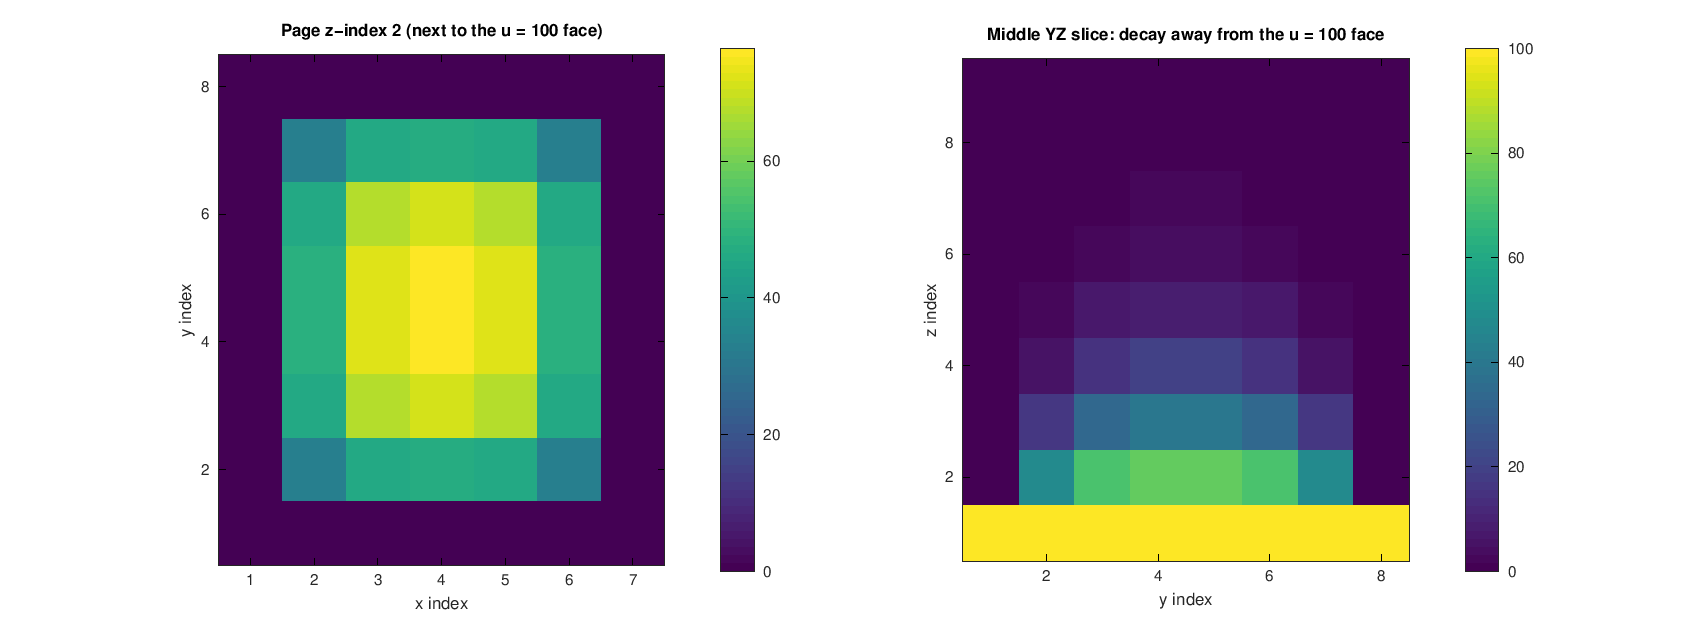 Page z−index 2 (next to the u = 100 face)
8
6
4
2
y index
1 2 3 4 5 6 7
x index
60
40
20
0
Middle YZ slice: decay away from the u = 100 face
8
6
4
2
z index
2 4 6 8
y index
100
80
60
40
20
0